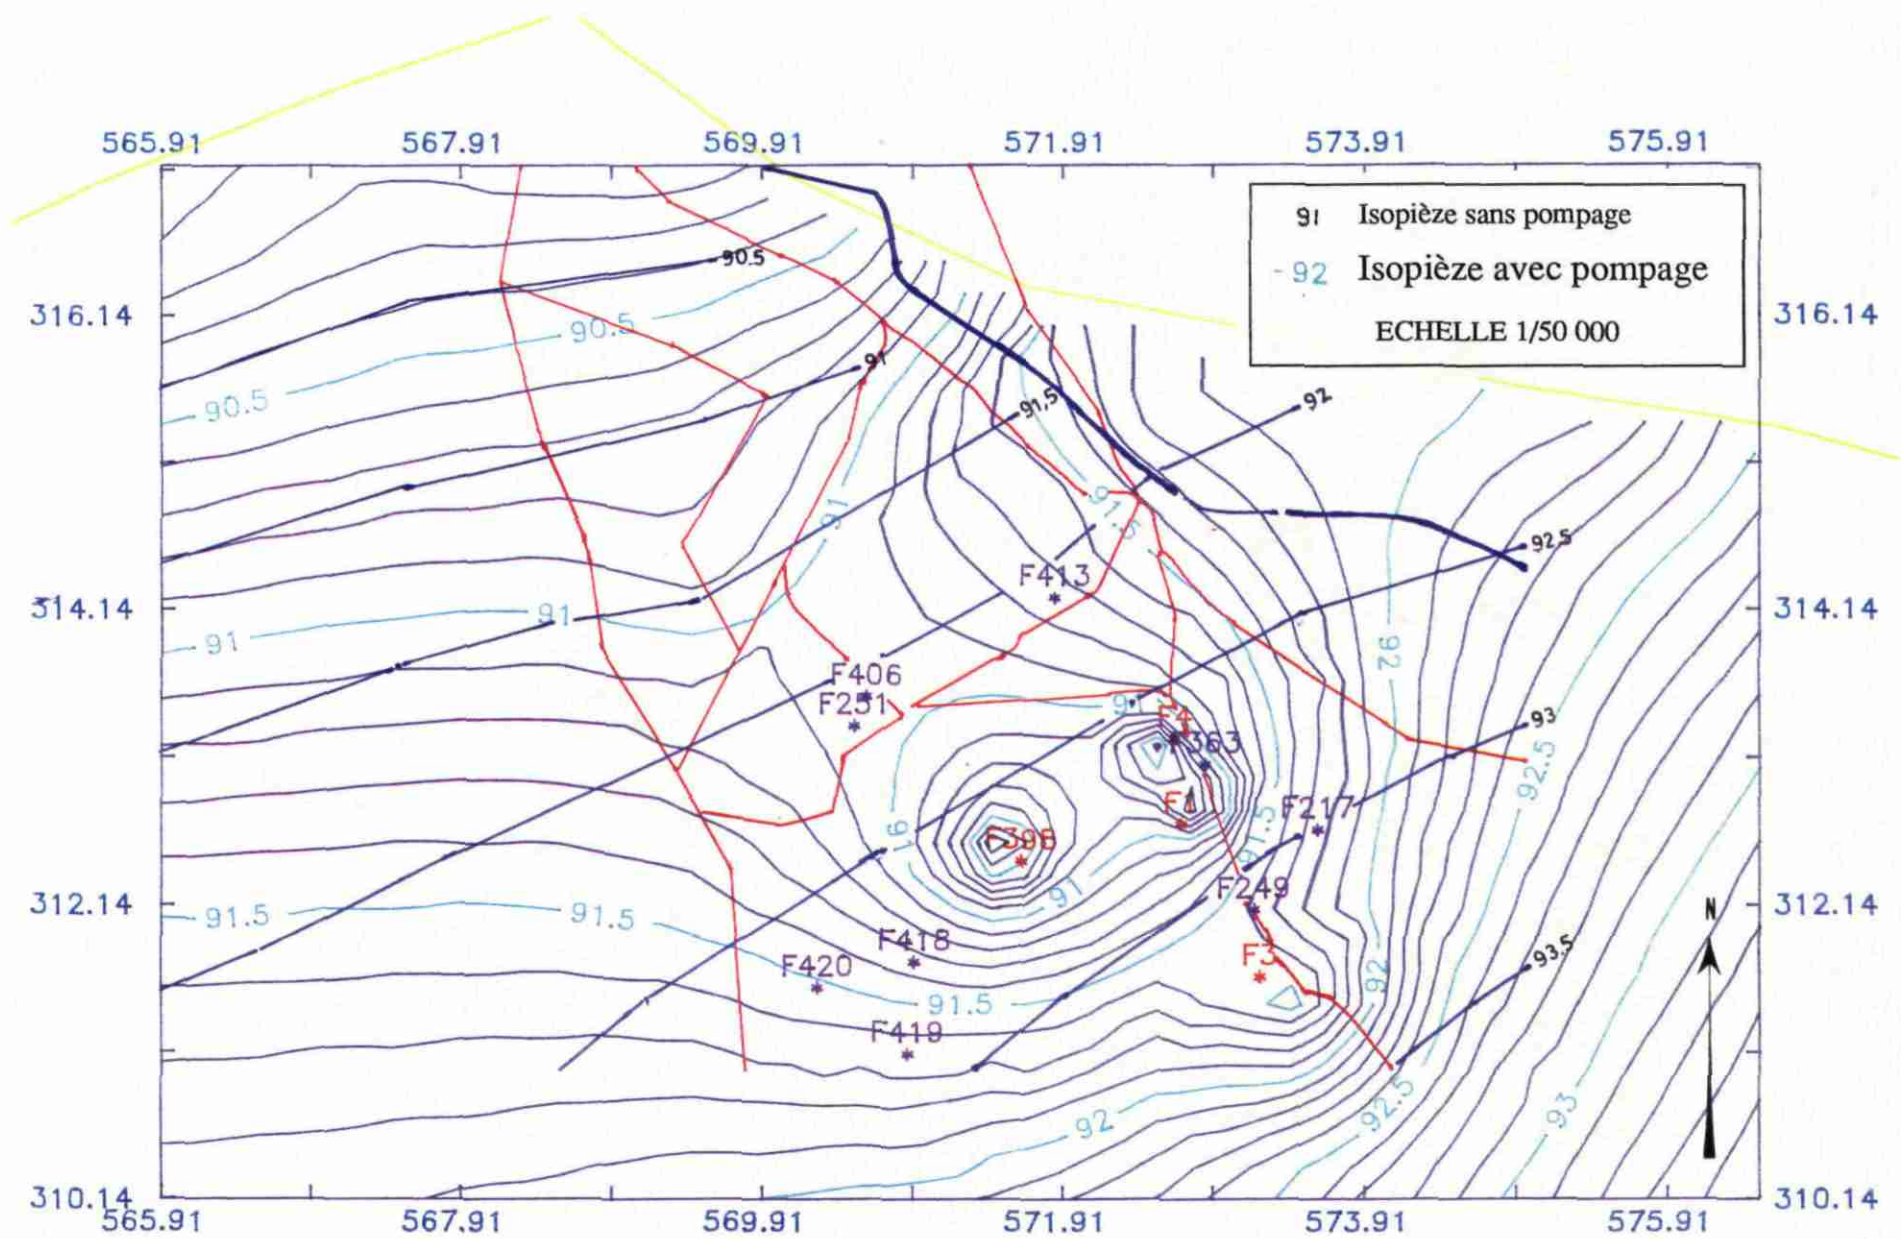 565.91 567.91 569.91 571.91 573.91 575.91
91 Isopièze sans pompage
92 Isopièze avec pompage
ECHELLE 1/50 000
90.5
316.14 316.14
90.5
91
90.5
91.5
92
91
91.5
92.5
F413
314.14 314.14
91
91
92
F406
F251
91
F4
F363
93
92.5
F1
F217
91
F398
91.5
91
F249
312.14 312.14
91.5
91.5
N
F418
F3
93.5
F420
92
91.5
F419
92
92.5
93
310.14 310.14
565.91 567.91 569.91 571.91 573.91 575.91